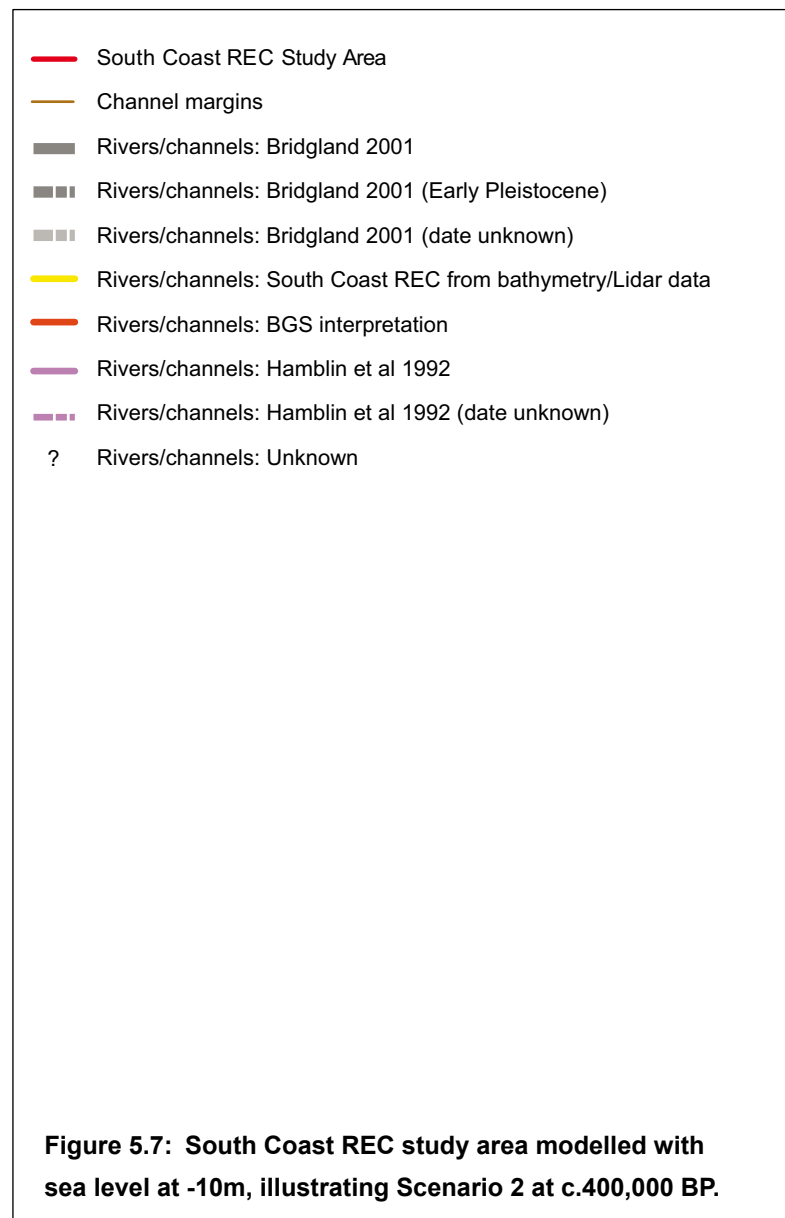 South Coast REC Study Area
Channel margins
Rivers/channels: Bridgland 2001
Rivers/channels: Bridgland 2001 (Early Pleistocene)
Rivers/channels: Bridgland 2001 (date unknown)
Rivers/channels: South Coast REC from bathymetry/Lidar data
Rivers/channels: BGS interpretation
Rivers/channels: Hamblin et al 1992
Rivers/channels: Hamblin et al 1992 (date unknown)
? Rivers/channels: Unknown
Figure 5.7: South Coast REC study area modelled with
sea level at -10m, illustrating Scenario 2 at c.400,000 BP.